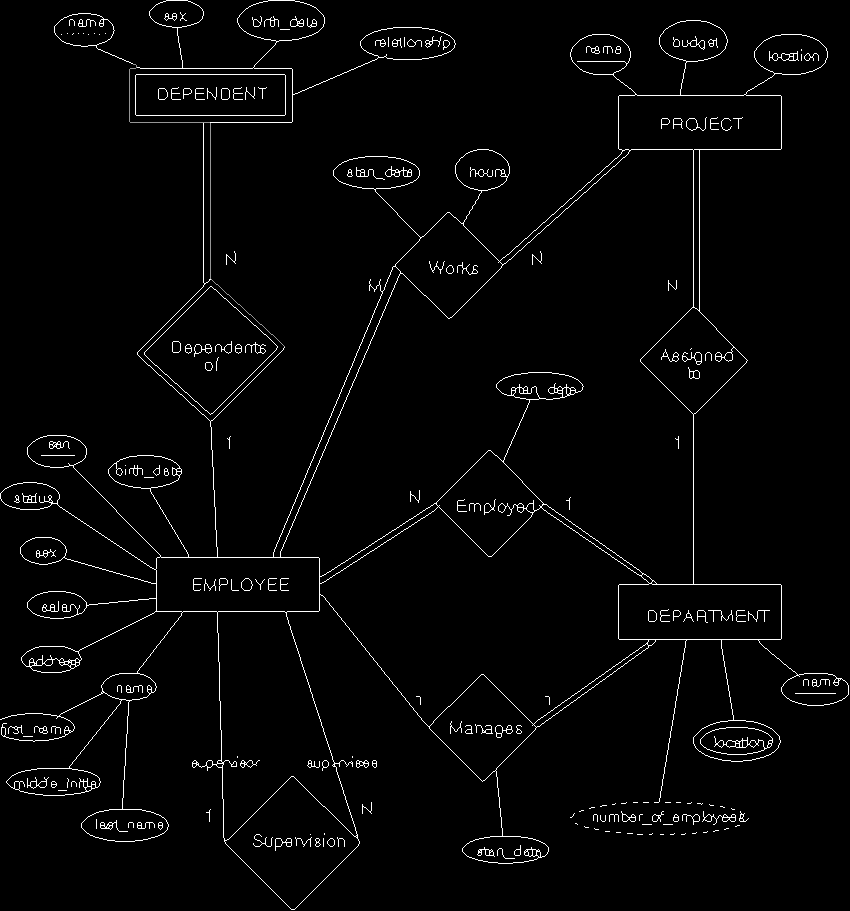 name
sex
birth_date
relationship
DEPENDENT
name
budget
location
PROJECT
start_date
hours
Works
N
M
N
N
Dependents
of
Assigned
to
1
1
start_date
ssn
birth_date
status
sex
salary
address
N
Employed
1
EMPLOYEE
DEPARTMENT
name
first_name
middle_initia
last_name
1
Manages
1
name
locations
number_of_employees
supervisor
supervisee
1
N
Supervision
start_date